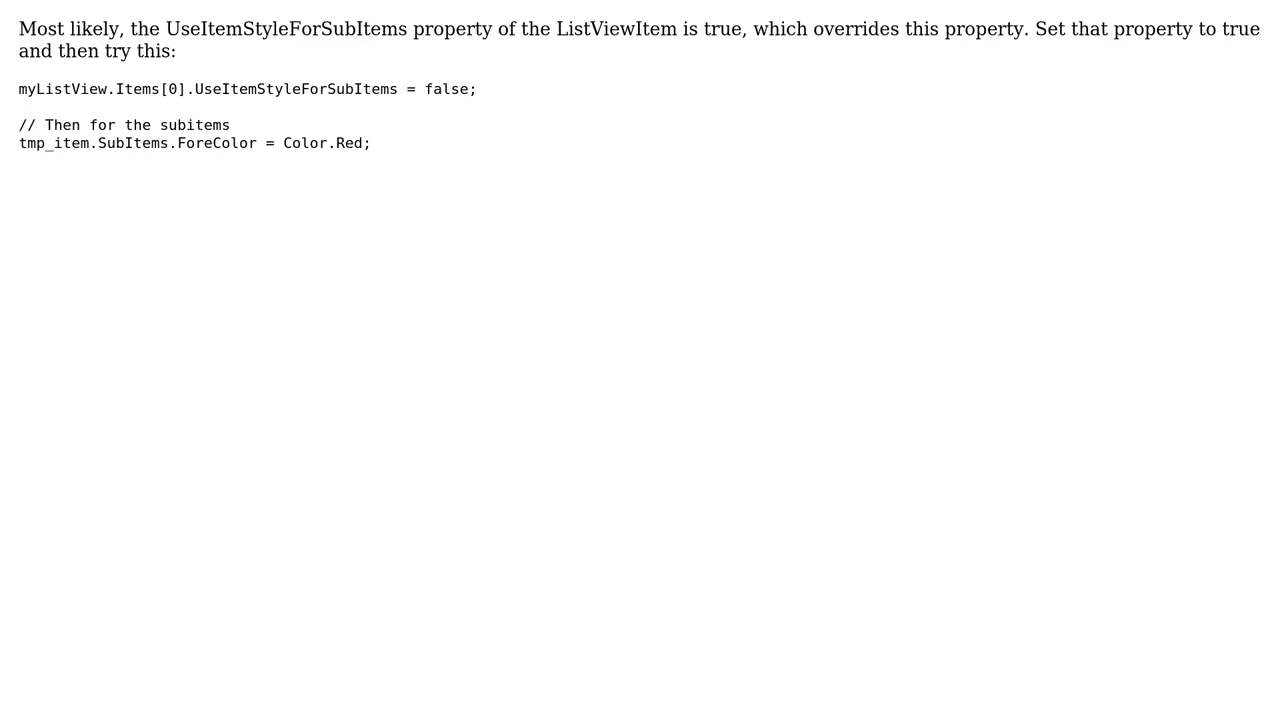 Most likely, the UseItemStyleForSubItems property of the ListViewItem is true, which overrides this property. Set that property to true
and then try this:
myListView.Items[0].UseItemStyleForSubItems = false;
// Then for the subitems
tmp_item.SubItems.ForeColor = Color.Red;